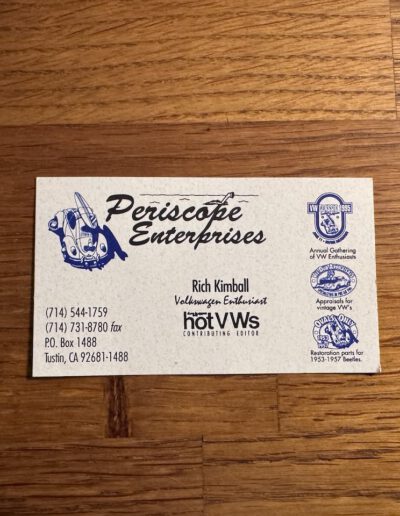 Periscope
Enterprises
Rich Kimball
Volkswagen Enthusiast
hot VWs
CONTRIBUTING EDITOR
(714) 544-1759
(714) 731-8780 fax
P.O. Box 1488
Tustin, CA 92681-1488
VW CLASSIC
Annual Gathering
of VW Enthusiasts
Appraisals for
vintage VW's
Restoration parts for
1953-1957 Beetles.